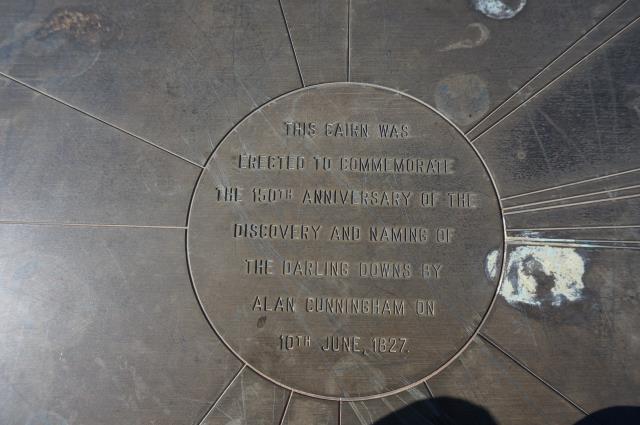 THIS CAIRN WAS
ERECTED TO COMMEMORATE
THE 150TH ANNIVERSARY OF THE
DISCOVERY AND NAMING OF
THE DARLING DOWNS BY
ALAN CUNNINGHAM ON
10TH JUNE, 1827.